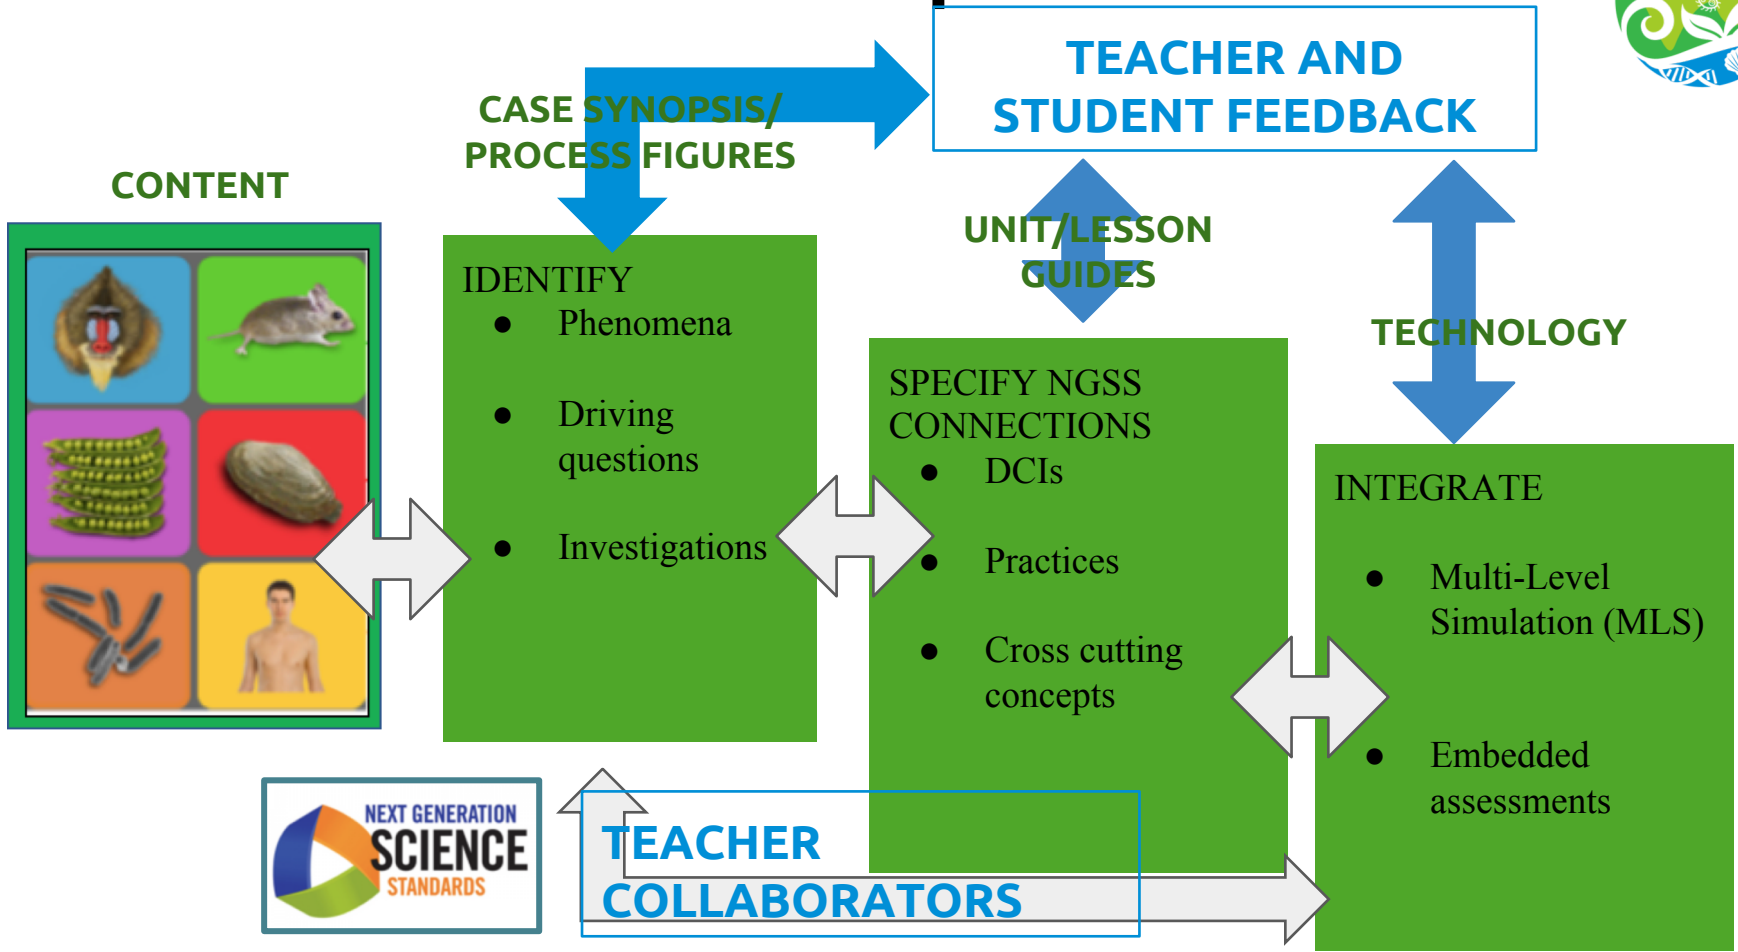 TEACHER AND
STUDENT FEEDBACK
CASE SYNOPSIS/
PROCESS FIGURES
CONTENT
UNIT/LESSON
GUIDES
TECHNOLOGY
IDENTIFY
● Phenomena
● Driving
questions
● Investigations
SPECIFY NGSS
CONNECTIONS
● DCIs
● Practices
● Cross cutting
concepts
INTEGRATE
● Multi-Level
Simulation (MLS)
● Embedded
assessments
NEXT GENERATION
SCIENCE
STANDARDS
TEACHER
COLLABORATORS